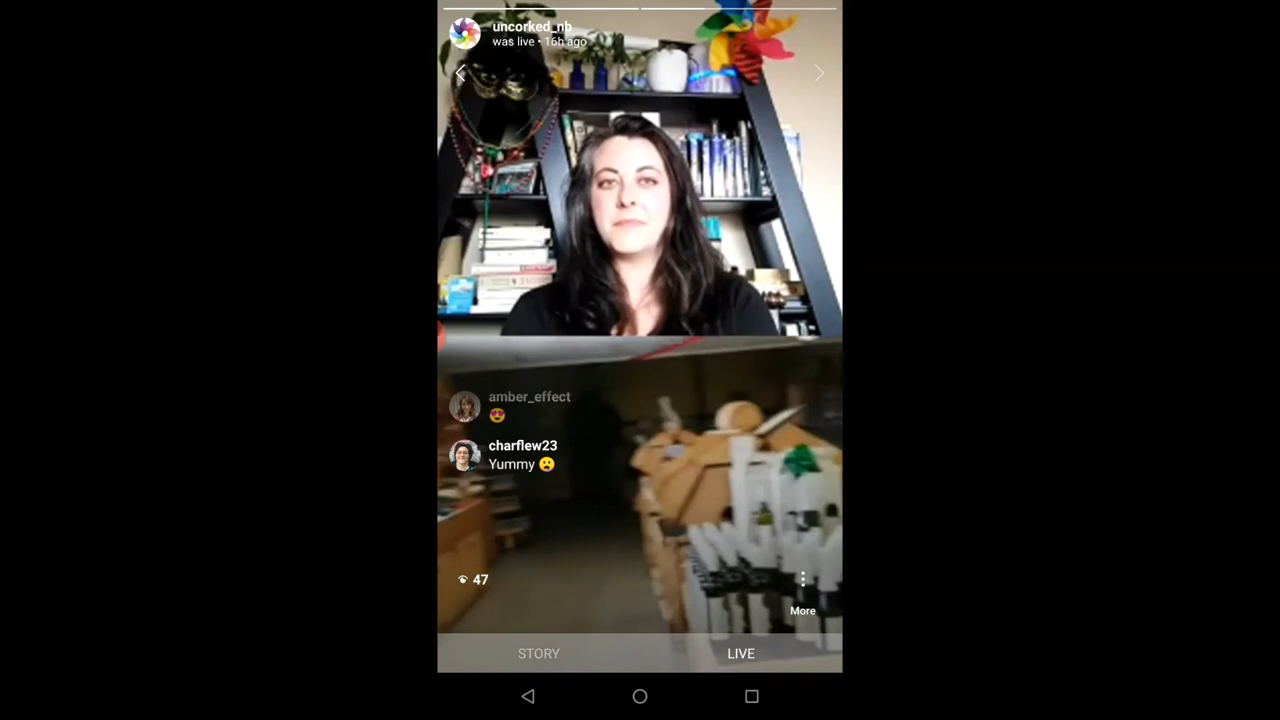 uncorked_nb
was live • 16h ago
amber_effect
😍
charflew23
Yummy 😮
47
More
STORY
LIVE